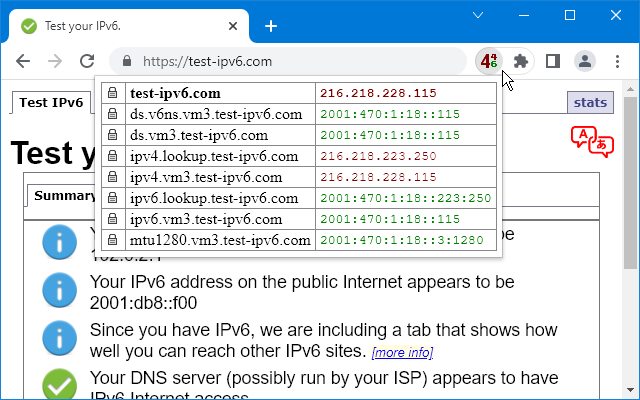 Test your IPv6.
https://test-ipv6.com
4 4 6
Test IPv6
stats
test-ipv6.com 216.218.228.115
ds.v6ns.vm3.test-ipv6.com 2001:470:1:18::115
ds.vm3.test-ipv6.com 2001:470:1:18::115
ipv4.lookup.test-ipv6.com 216.218.223.250
ipv4.vm3.test-ipv6.com 216.218.228.115
ipv6.lookup.test-ipv6.com 2001:470:1:18::223:250
ipv6.vm3.test-ipv6.com 2001:470:1:18::115
mtu1280.vm3.test-ipv6.com 2001:470:1:18::3:1280
Test y
A あ
Summary
be
Your IPv6 address on the public Internet appears to be
2001:db8::f00
Since you have IPv6, we are including a tab that shows how
well you can reach other IPv6 sites. [more info]
Your DNS server (possibly run by your ISP) appears to have
IPv6 Internet access